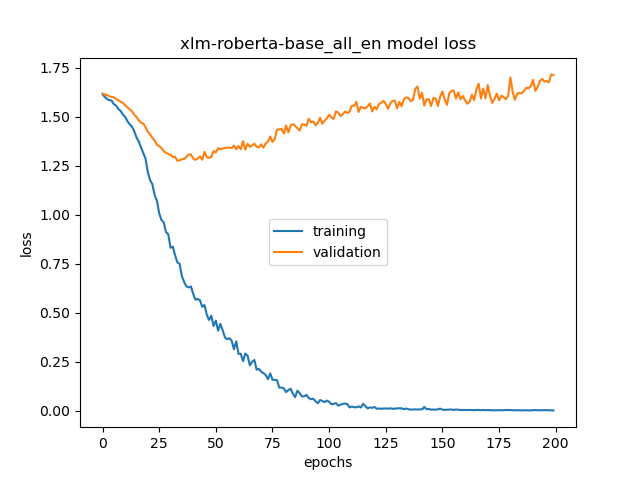 xlm-roberta-base_all_en model loss
1.75
1.50
1.25
1.00
0.75
0.50
0.25
0.00
loss
training
validation
0 25 50 75 100 125 150 175 200
epochs